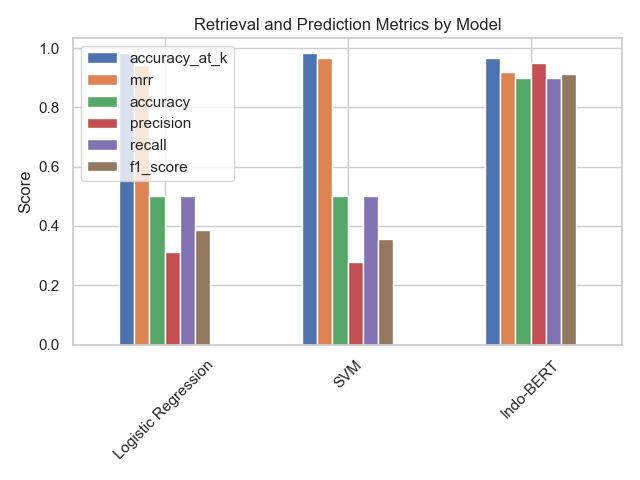 Retrieval and Prediction Metrics by Model
accuracy_at_k
mrr
accuracy
precision
recall
f1_score
Score
1.0
0.8
0.6
0.4
0.2
0.0
Logistic Regression
SVM
Indo-BERT